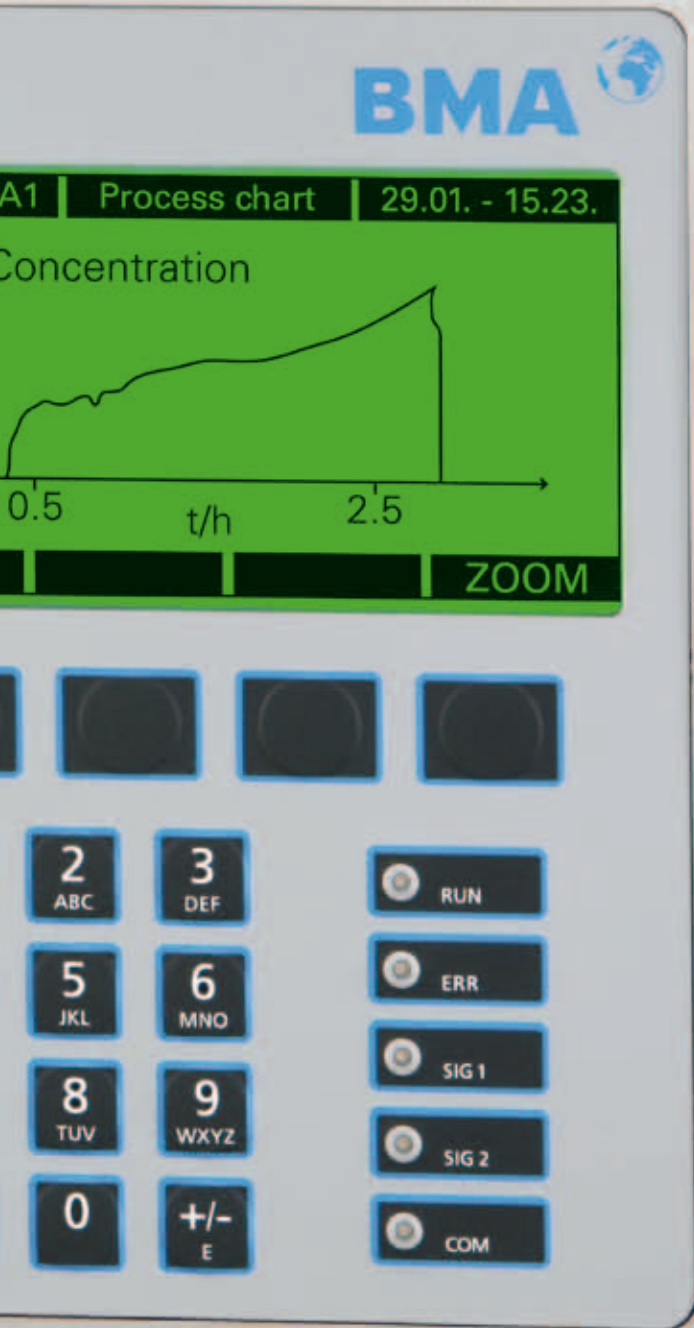 BMA
A1 Process chart 29.01. - 15.23.
Concentration
0.5 t/h 2.5
ZOOM
2 3
ABC DEF
RUN
ERR
5 6
JKL MNO
SIG 1
8 9
TUV WXYZ
SIG 2
0 +/-
E
COM